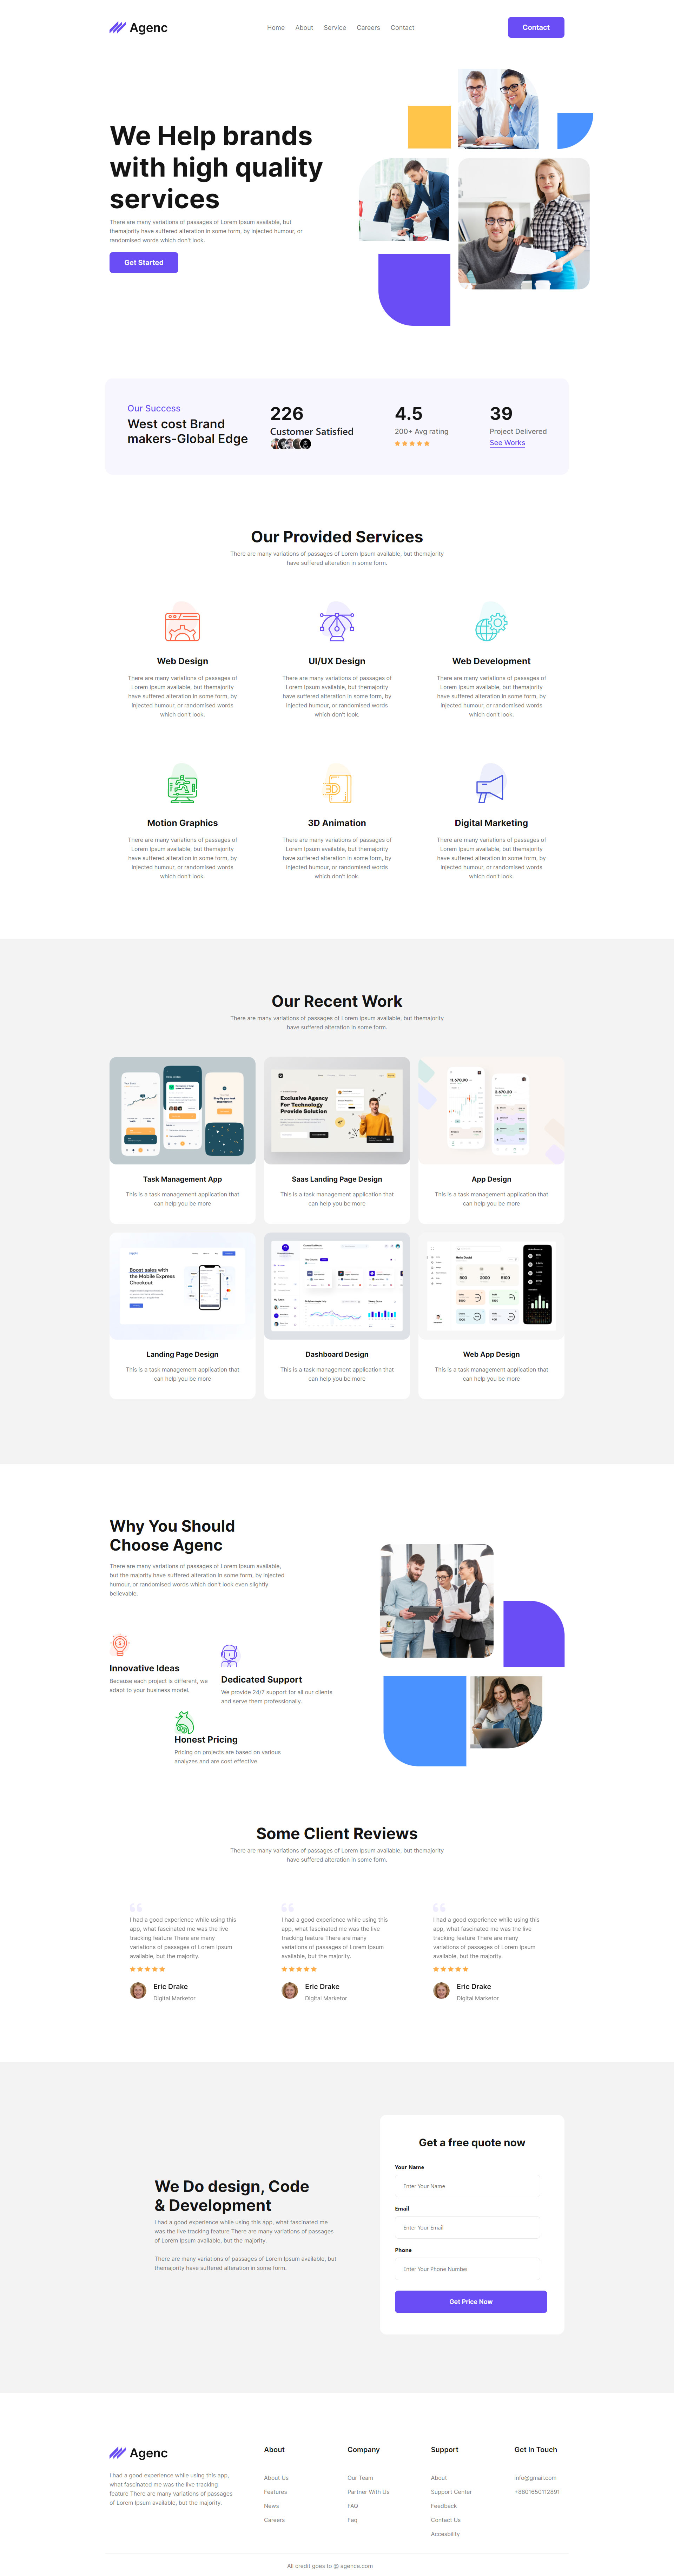 Agenc
Home About Service Careers Contact
Contact
We Help brands
with high quality
services
There are many variations of passages of Lorem Ipsum available, but
themajority have suffered alteration in some form, by injected humour, or
randomised words which don't look.
Get Started
Our Success
West cost Brand
makers-Global Edge
226
Customer Satisfied
4.5
200+ Avg rating
39
Project Delivered
See Works
Our Provided Services
There are many variations of passages of Lorem Ipsum available, but themajority
have suffered alteration in some form.
Web Design
There are many variations of passages of
Lorem Ipsum available, but themajority
have suffered alteration in some form, by
injected humour, or randomised words
which don't look.
UI/UX Design
There are many variations of passages of
Lorem Ipsum available, but themajority
have suffered alteration in some form, by
injected humour, or randomised words
which don't look.
Web Development
There are many variations of passages of
Lorem Ipsum available, but themajority
have suffered alteration in some form, by
injected humour, or randomised words
which don't look.
Motion Graphics
There are many variations of passages of
Lorem Ipsum available, but themajority
have suffered alteration in some form, by
injected humour, or randomised words
which don't look.
3D Animation
There are many variations of passages of
Lorem Ipsum available, but themajority
have suffered alteration in some form, by
injected humour, or randomised words
which don't look.
Digital Marketing
There are many variations of passages of
Lorem Ipsum available, but themajority
have suffered alteration in some form, by
injected humour, or randomised words
which don't look.
Our Recent Work
There are many variations of passages of Lorem Ipsum available, but themajority
have suffered alteration in some form.
Task Management App
This is a task management application that
can help you be more
Exclusive Agency
For Technology
Provide Solution
Saas Landing Page Design
This is a task management application that
can help you be more
App Design
This is a task management application that
can help you be more
Boost sales with
the Mobile Express
Checkout
Landing Page Design
This is a task management application that
can help you be more
Dashboard Design
This is a task management application that
can help you be more
500 2000 5100
Web App Design
This is a task management application that
can help you be more
Why You Should
Choose Agenc
There are many variations of passages of Lorem Ipsum available,
but the majority have suffered alteration in some form, by injected
humour, or randomised words which don't look even slightly
believable.
Innovative Ideas
Because each project is different, we
adapt to your business model.
Dedicated Support
We provide 24/7 support for all our clients
and serve them professionally.
Honest Pricing
Pricing on projects are based on various
analyzes and are cost effective.
Some Client Reviews
There are many variations of passages of Lorem Ipsum available, but themajority
have suffered alteration in some form.
I had a good experience while using this
app, what fascinated me was the live
tracking feature There are many
variations of passages of Lorem Ipsum
available, but the majority.
Eric Drake
Digital Marketor
I had a good experience while using this
app, what fascinated me was the live
tracking feature There are many
variations of passages of Lorem Ipsum
available, but the majority.
Eric Drake
Digital Marketor
I had a good experience while using this
app, what fascinated me was the live
tracking feature There are many
variations of passages of Lorem Ipsum
available, but the majority.
Eric Drake
Digital Marketor
We Do design, Code
& Development
I had a good experience while using this app, what fascinated me
was the live tracking feature There are many variations of passages
of Lorem Ipsum available, but the majority.
There are many variations of passages of Lorem Ipsum available, but
themajority have suffered alteration in some form.
Get a free quote now
Your Name
Enter Your Name
Email
Enter Your Email
Phone
Enter Your Phone Number
Get Price Now
Agenc
I had a good experience while using this app,
what fascinated me was the live tracking
feature There are many variations of passages
of Lorem Ipsum available, but the majority.
About
About Us
Features
News
Careers
Company
Our Team
Partner With Us
FAQ
Faq
Support
About
Support Center
Feedback
Contact Us
Accesbility
Get In Touch
info@gmail.com
+8801650112891
All credit goes to @ agence.com